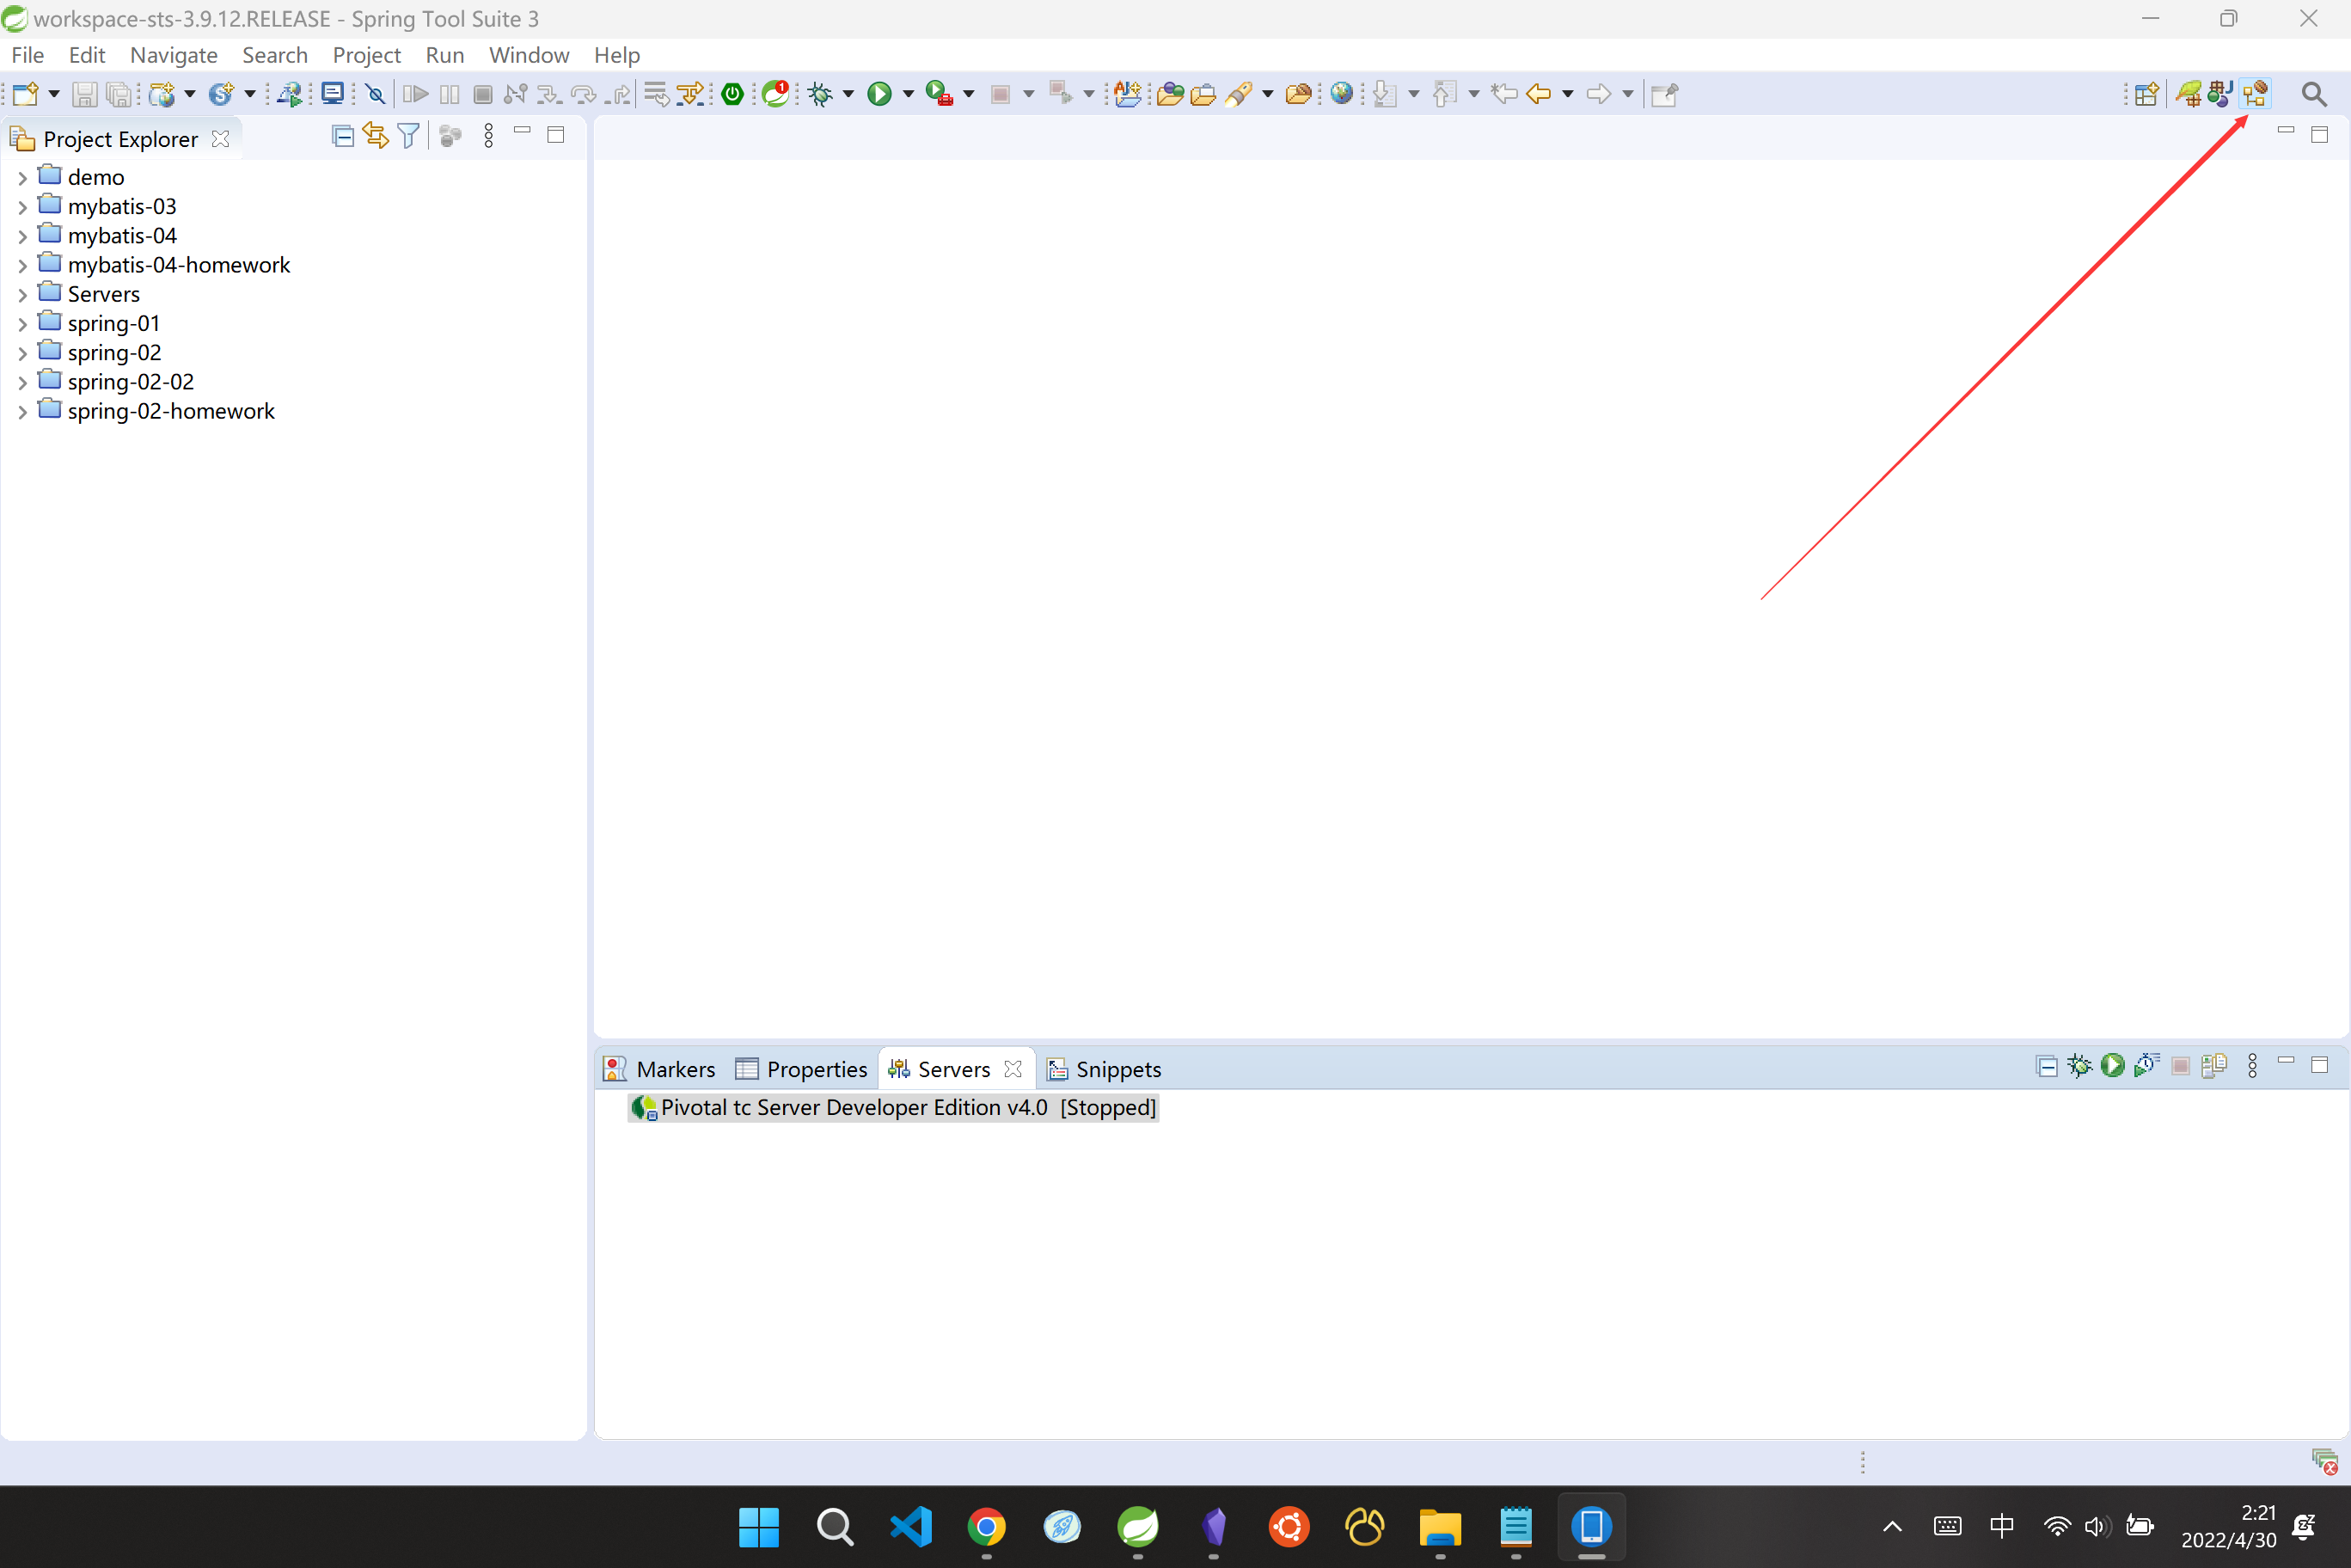 workspace-sts-3.9.12.RELEASE - Spring Tool Suite 3
File Edit Navigate Search Project Run Window Help
Project Explorer
demo
mybatis-03
mybatis-04
mybatis-04-homework
Servers
spring-01
spring-02
spring-02-02
spring-02-homework
Markers Properties Servers Snippets
Pivotal tc Server Developer Edition v4.0 [Stopped]
中
2:21
2022/4/30